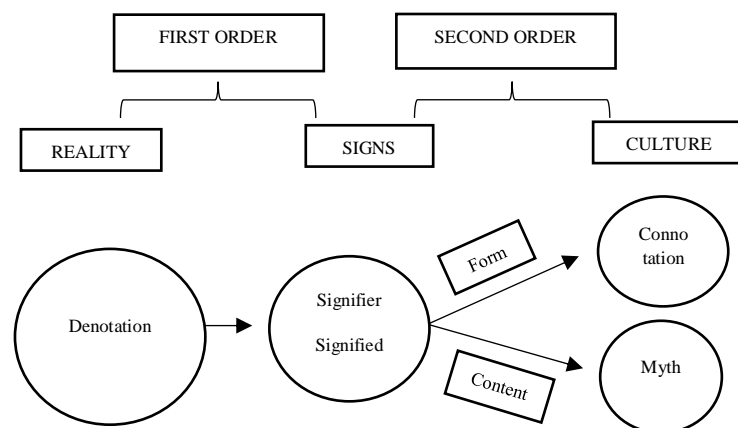 FIRST ORDER
SECOND ORDER
REALITY
SIGNS
CULTURE
Conno
tation
Form
Signifier
Denotation
Signified
Myth
Content